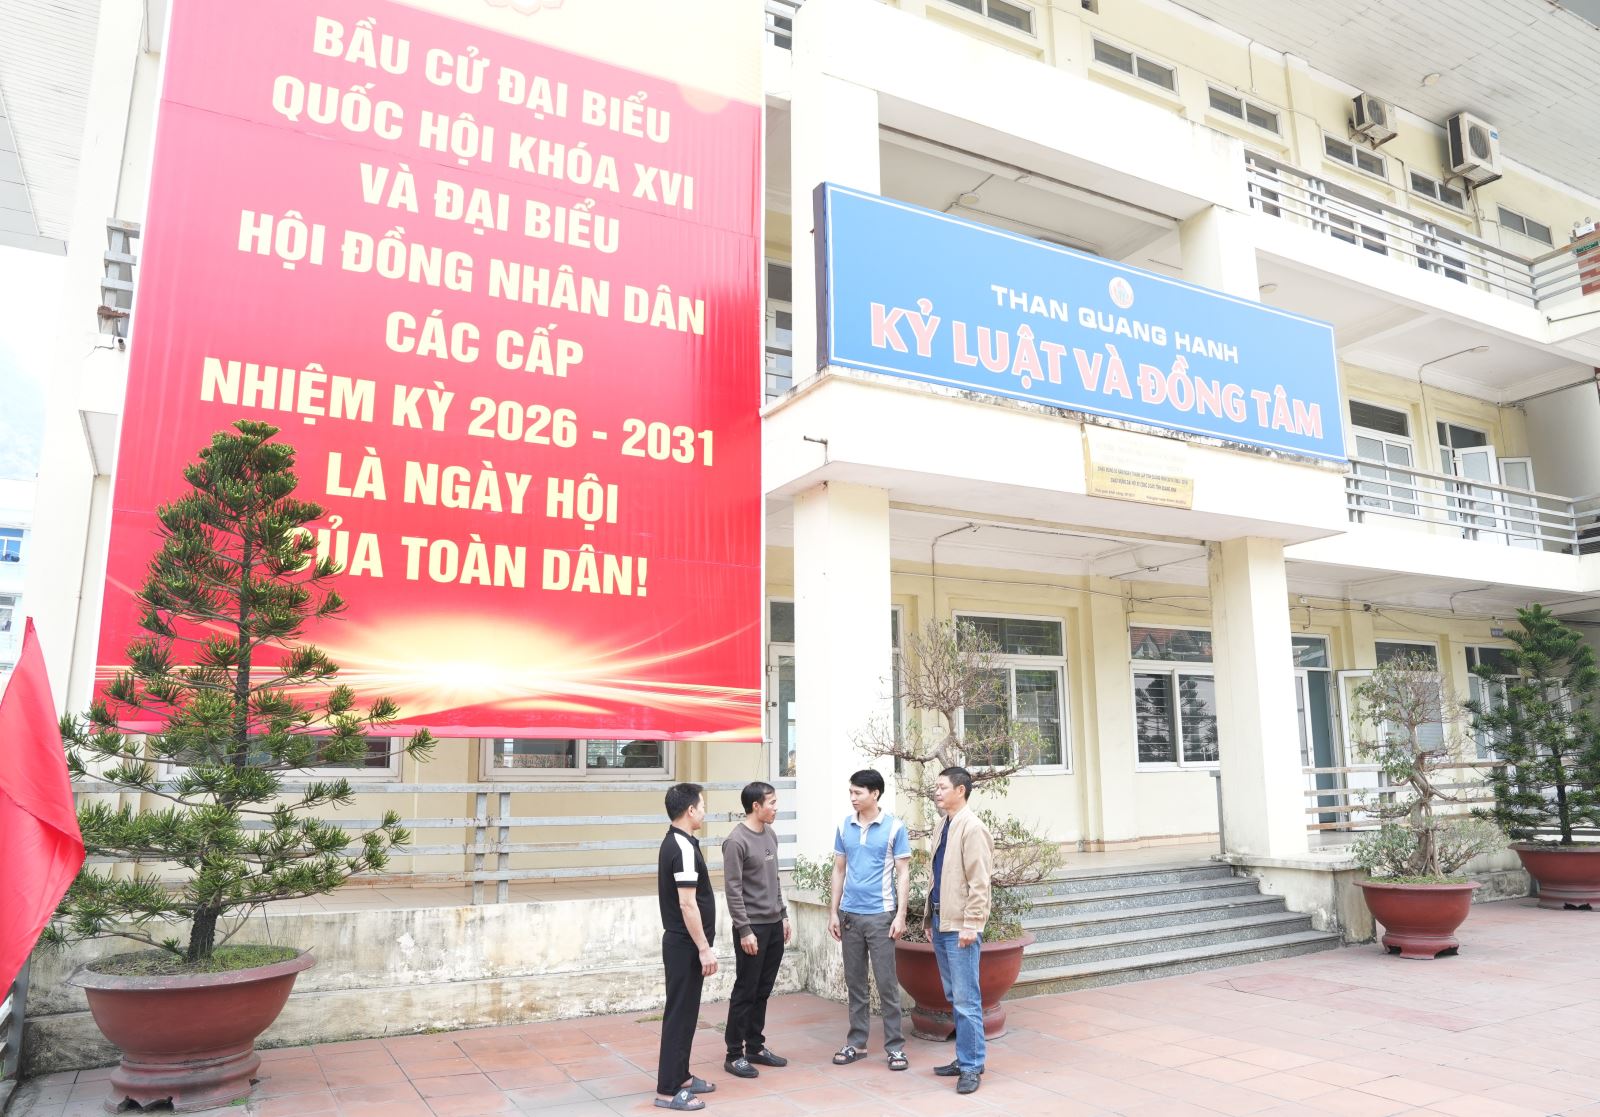 BẦU CỬ ĐẠI BIỂU
QUỐC HỘI KHÓA XVI
VÀ ĐẠI BIỂU
HỘI ĐỒNG NHÂN DÂN
CÁC CẤP
NHIỆM KỲ 2026 - 2031
LÀ NGÀY HỘI
CỦA TOÀN DÂN!
THAN QUANG HANH
KỶ LUẬT VÀ ĐỒNG TÂM